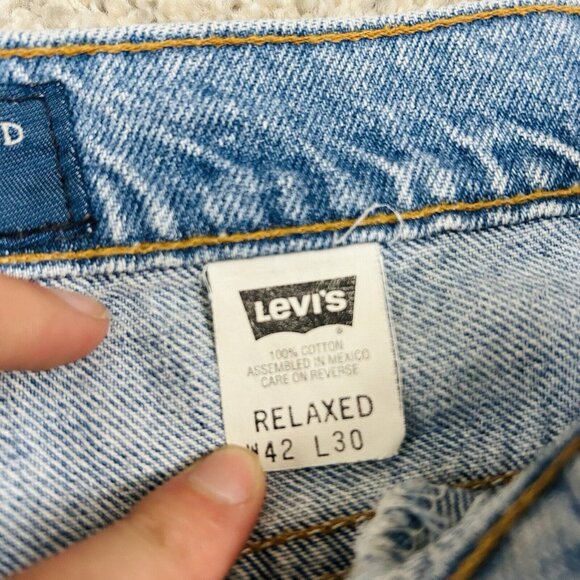 D
LEVI'S
®
100% COTTON
ASSEMBLED IN MEXICO
CARE ON REVERSE
RELAXED
W42 L30